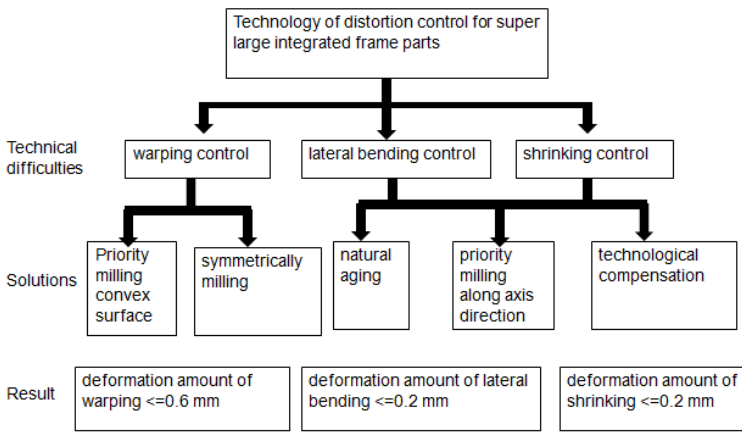 Technology of distortion control for super
large integrated frame parts
Technical
difficulties
warping control
lateral bending control
shrinking control
Solutions
Priority
milling
convex
surface
symmetrically
milling
natural
aging
priority
milling
along axis
direction
technological
compensation
Result
deformation amount of
warping <=0.6 mm
deformation amount of lateral
bending <=0.2 mm
deformation amount of
shrinking <=0.2 mm